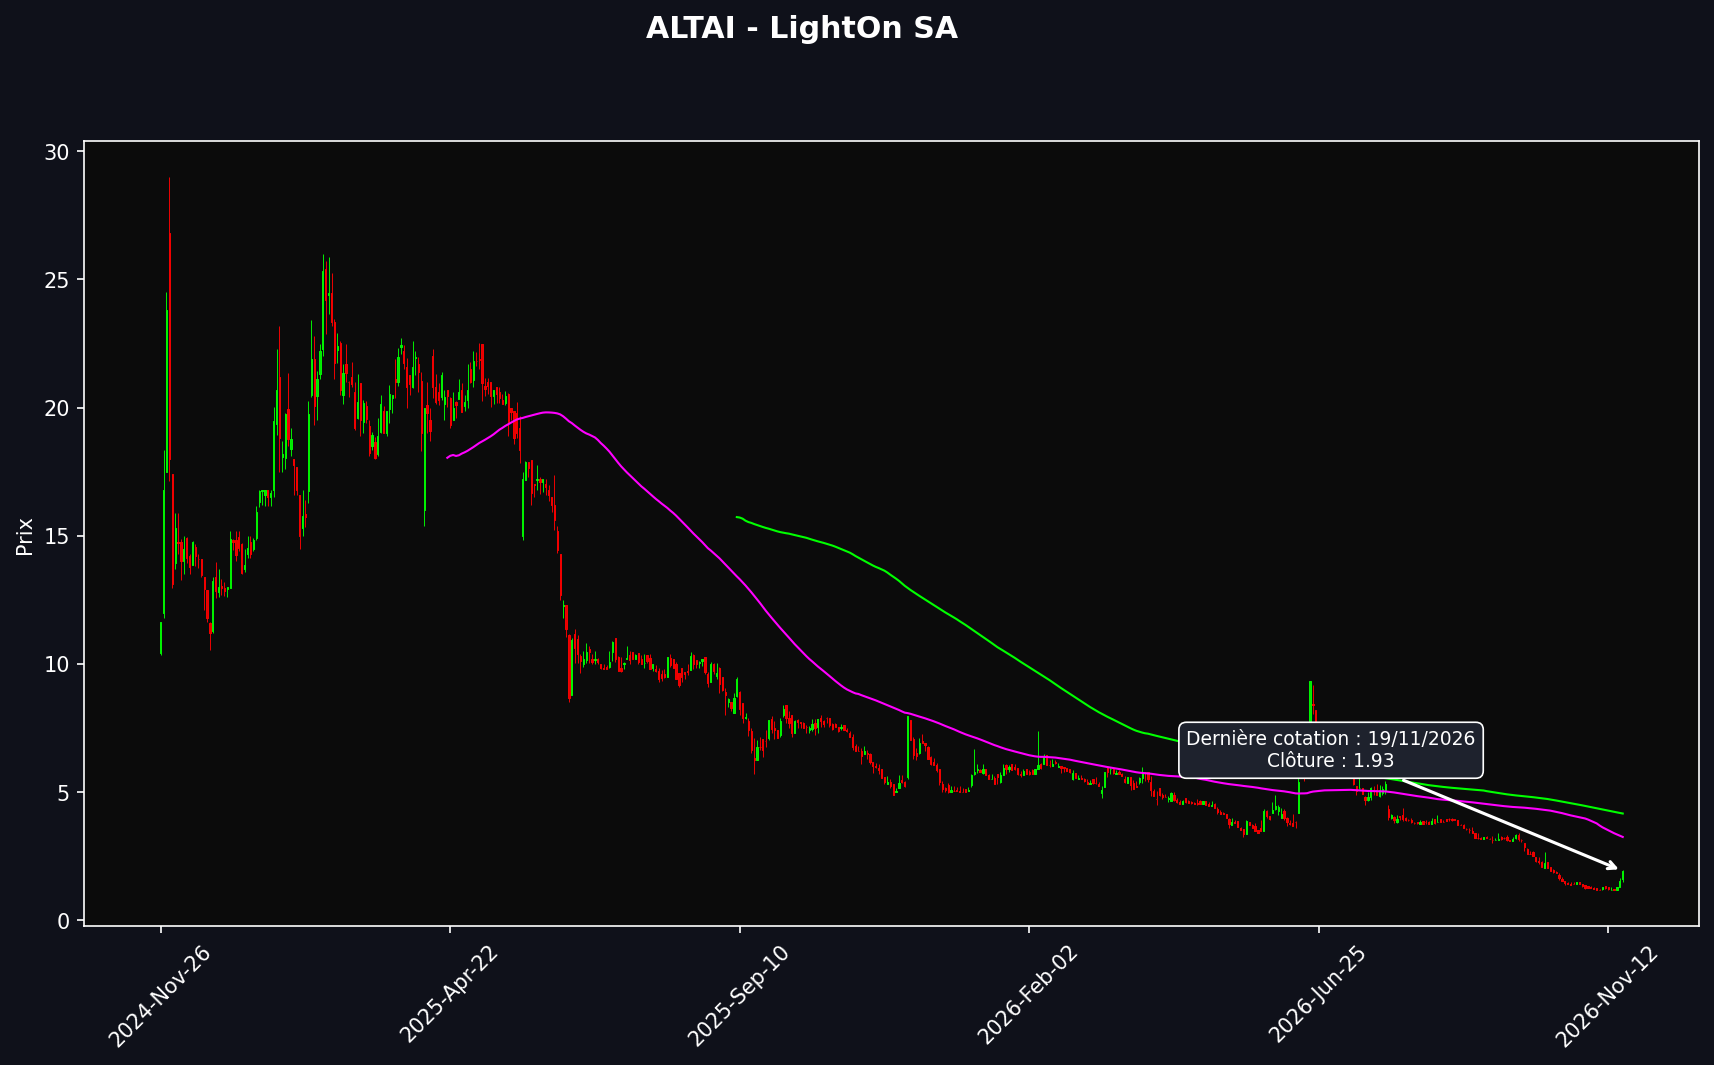 ALTAI - LightOn SA
30
25
20
15
10
5
0
Prix
Dernière cotation : 19/11/2026
Clôture : 1.93
2024-Nov-26
2025-Apr-22
2025-Sep-10
2026-Feb-02
2026-Jun-25
2026-Nov-12